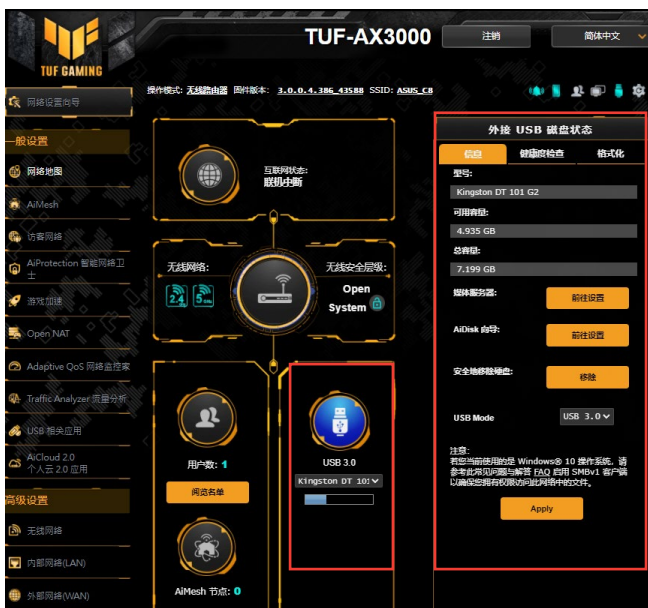 TUF GAMING
TUF-AX3000
注销
简体中文
操作模式: 无线路由器 固件版本: 3.0.0.4.386_43588 SSID: ASUS_C8
网络设置向导
一般设置
网络地图
AiMesh
访客网络
AiProtection 智能网络卫士
游戏加速
Open NAT
Adaptive QoS 网络监控家
Traffic Analyzer 流量分析
USB 相关应用
AiCloud 2.0
个人云 2.0 应用
高级设置
无线网络
内部网络(LAN)
外部网络(WAN)
互联网状态:
联机中断
无线网络:
2.4
5
无线安全层级:
Open
System
用户数: 1
阅览名单
AiMesh 节点: 0
USB 3.0
Kingston DT 101
外接 USB 磁盘状态
信息
健康度检查
格式化
型号:
Kingston DT 101 G2
可用容量:
4.935 GB
总容量:
7.199 GB
媒体服务器:
前往设置
AiDisk 向导:
前往设置
安全地移除硬盘:
移除
USB Mode
USB 3.0
注意:
若您当前使用的是 Windows® 10 操作系统，请
参考此常见问题与解答 FAQ 启用 SMBv1 客户端
以确保您拥有权限访问此网络中的文件。
Apply